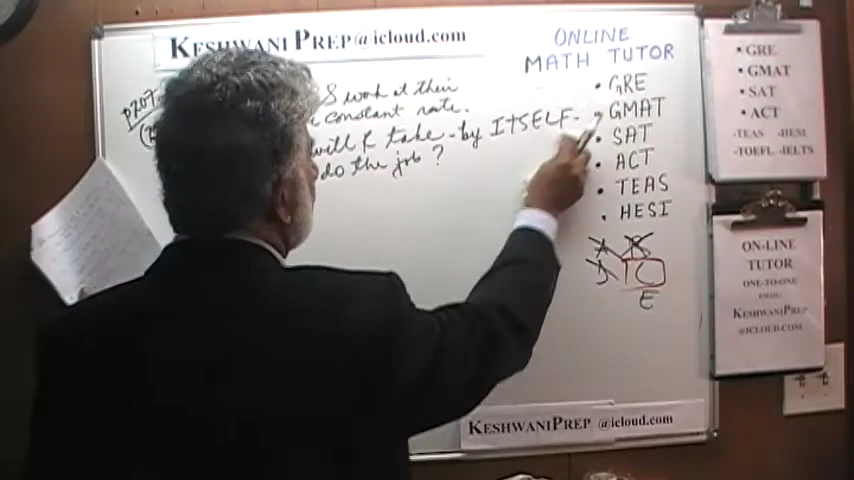 KESHWANI PREP@icloud.com
S work at their
constant rate.
will R take - by ITSELF -
do the job?
ONLINE
MATH TUTOR
• GRE
• GMAT
• SAT
• ACT
• TEAS
• HESI
A B
D C
E
KESHWANIPREP @icloud.com
• GRE
• GMAT
• SAT
• ACT
-TEAS -HESI
-TOEFL -IELTS
ON-LINE
TUTOR
ONE-TO-ONE
EMAIL:
KESHWANIPREP
@ICLOUD.COM